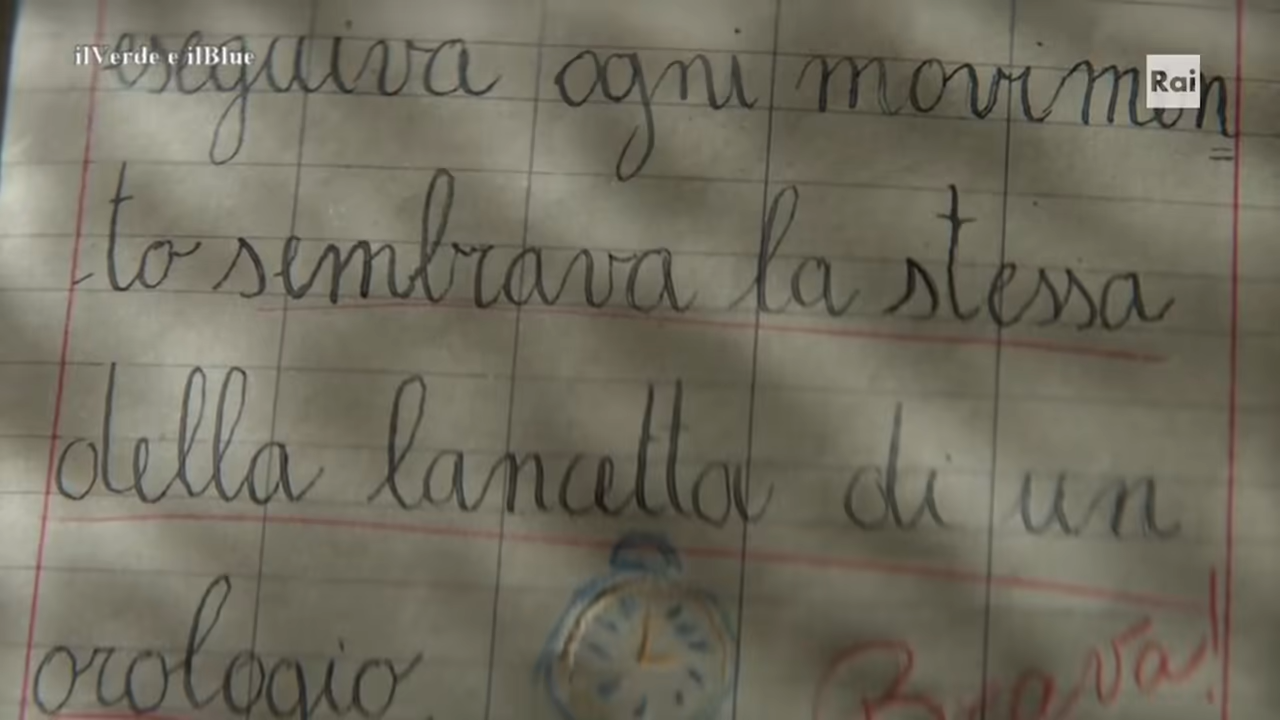 ilVerde e ilBlue
Rai
eseguiva ogni movimen
to sembrava la stessa
della lancetta di un
orologio.
Brava!